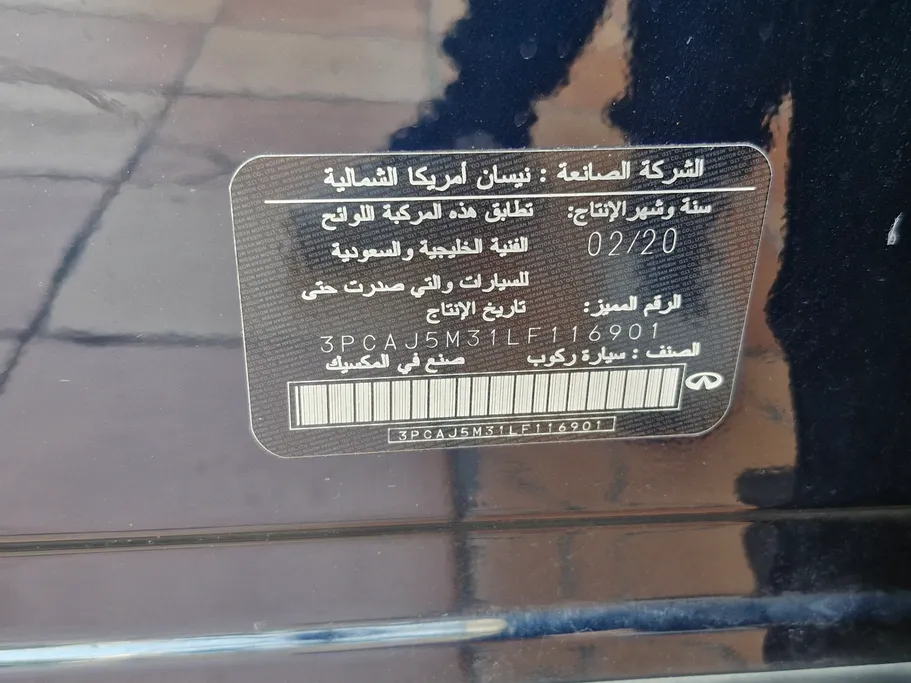 الشركة الصانعة : نيسان أمريكا الشمالية
سنة وشهر الإنتاج:
02/20
تطابق هذه المركبة اللوائح
الفنية الخليجية والسعودية
للسيارات والتي صدرت حتى
تاريخ الإنتاج
الرقم المميز:
3PCAJ5M31LF116901
الصنف : سيارة ركوب
صنع في المكسيك
3PCAJ5M31LF116901